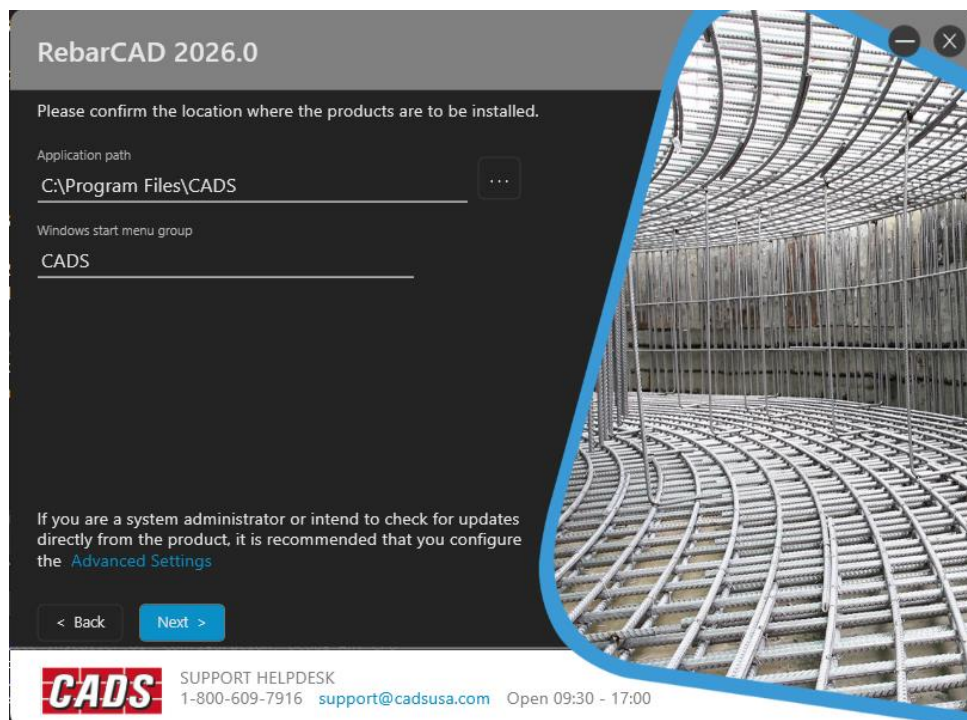 RebarCAD 2026.0
Please confirm the location where the products are to be installed.
Application path
C:\Program Files\CADS
...
Windows start menu group
CADS
If you are a system administrator or intend to check for updates
directly from the product, it is recommended that you configure
the Advanced Settings
< Back
Next >
CADS
SUPPORT HELPDESK
1-800-609-7916 support@cadsusa.com Open 09:30 - 17:00